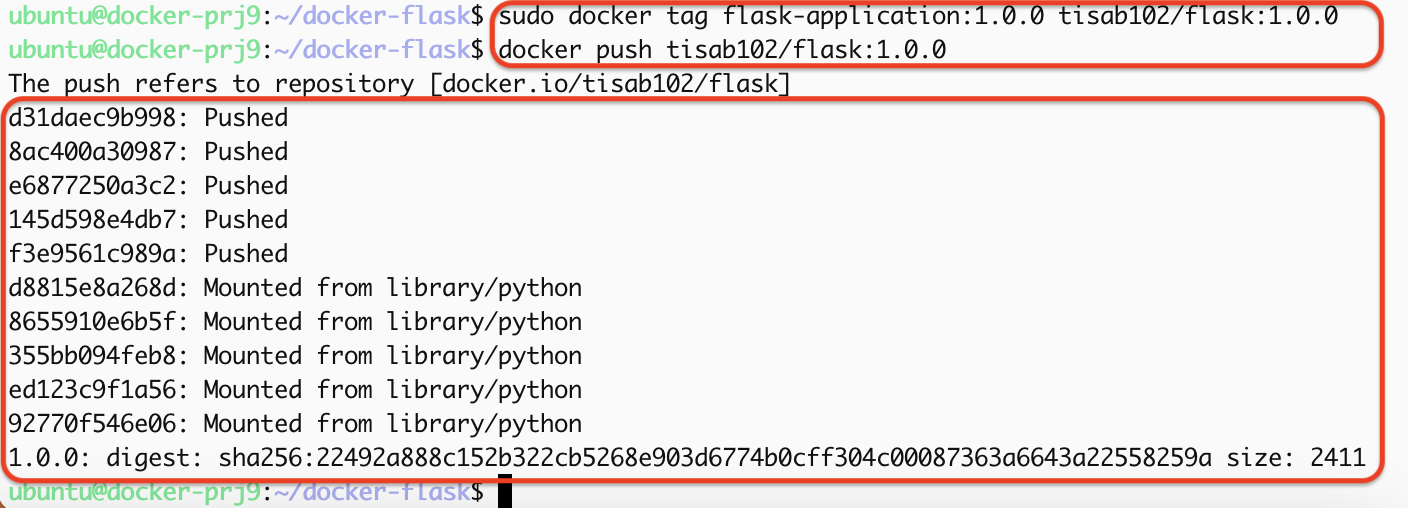 ubuntu@docker-prj9:~/docker-flask$ sudo docker tag flask-application:1.0.0 tisab102/flask:1.0.0
ubuntu@docker-prj9:~/docker-flask$ docker push tisab102/flask:1.0.0
The push refers to repository [docker.io/tisab102/flask]
d31daec9b998: Pushed
8ac400a30987: Pushed
e6877250a3c2: Pushed
145d598e4db7: Pushed
f3e9561c989a: Pushed
d8815e8a268d: Mounted from library/python
8655910e6b5f: Mounted from library/python
355bb094feb8: Mounted from library/python
ed123c9f1a56: Mounted from library/python
92770f546e06: Mounted from library/python
1.0.0: digest: sha256:22492a888c152b322cb5268e903d6774b0cff304c00087363a6643a22558259a size: 2411
ubuntu@docker-prj9:~/docker-flask$